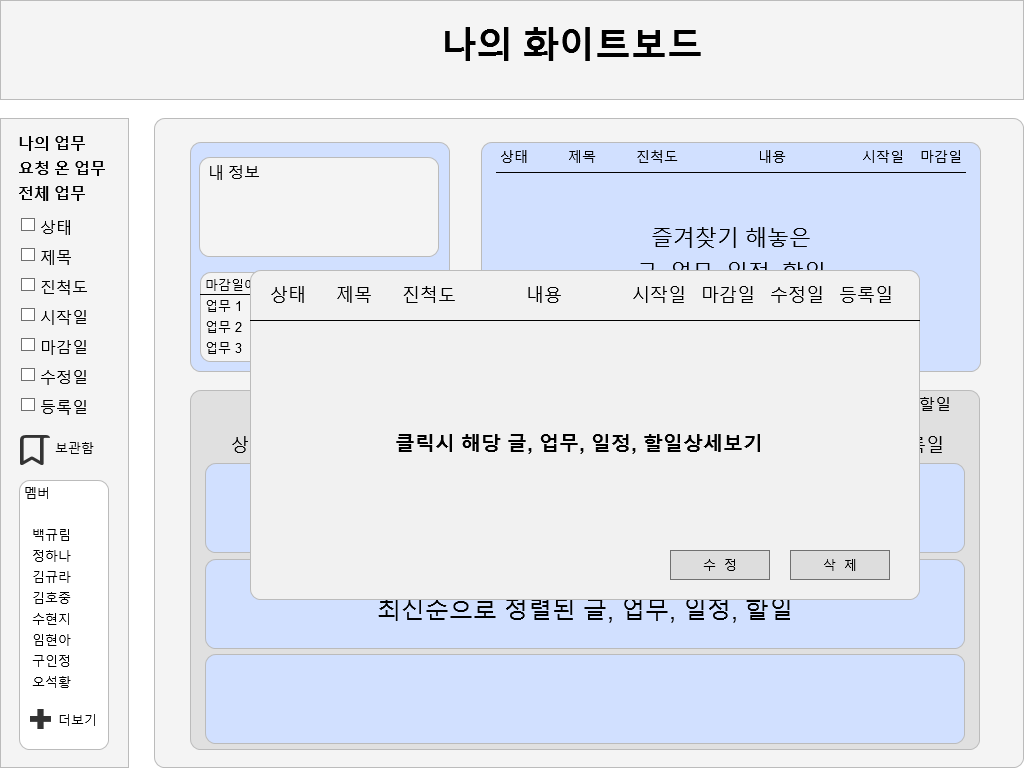 나의 화이트보드
나의 업무
요청 온 업무
전체 업무
상태
제목
진척도
시작일
마감일
수정일
등록일
보관함
멤버
백규림
정하나
김규라
김호중
수현지
임현아
구인정
오석황
더보기
내 정보
마감일이
업무 1
업무 2
업무 3
상태 제목 진척도 내용 시작일 마감일
즐겨찾기 해놓은
글, 업무, 일정, 할일
상태 제목 진척도 내용 시작일 마감일 수정일 등록일
클릭시 해당 글, 업무, 일정, 할일상세보기
수 정 삭 제
할일
상 록일
최신순으로 정렬된 글, 업무, 일정, 할일